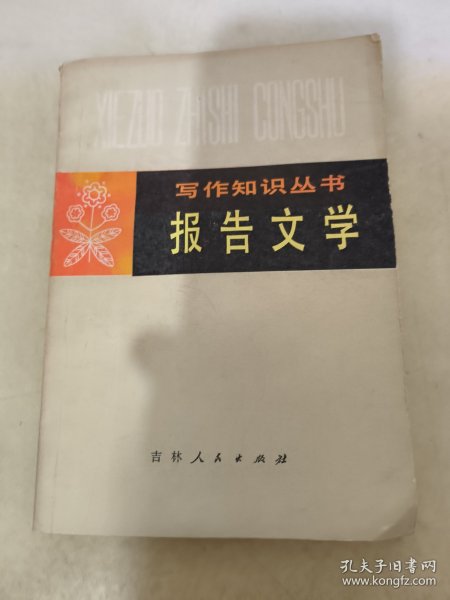 XIEZUO ZHISHI CONGSHU
写作知识丛书
报告文学
吉林人民出版社
孔夫子旧书网
www.kongfz.com